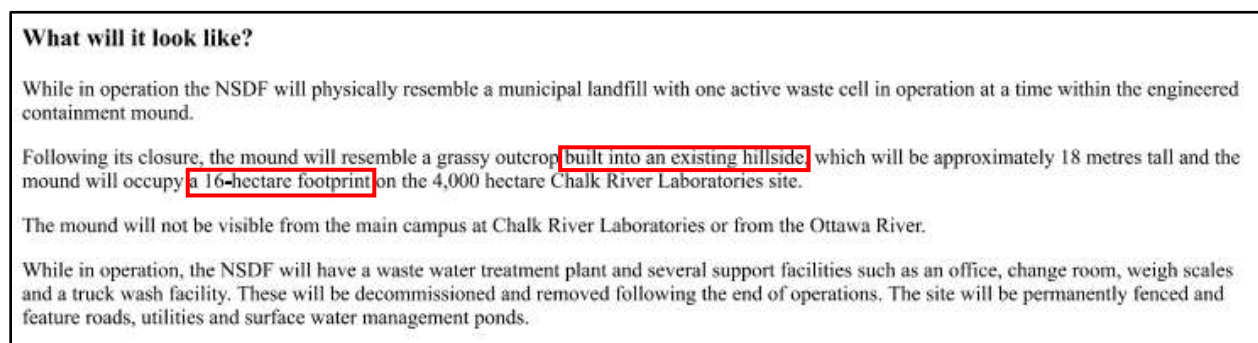 What will it look like?
While in operation the NSDF will physically resemble a municipal landfill with one active waste cell in operation at a time within the engineered
containment mound.
Following its closure, the mound will resemble a grassy outcrop built into an existing hillside, which will be approximately 18 metres tall and the
mound will occupy a 16-hectare footprint on the 4,000 hectare Chalk River Laboratories site.
The mound will not be visible from the main campus at Chalk River Laboratories or from the Ottawa River.
While in operation, the NSDF will have a waste water treatment plant and several support facilities such as an office, change room, weigh scales
and a truck wash facility. These will be decommissioned and removed following the end of operations. The site will be permanently fenced and
feature roads, utilities and surface water management ponds.